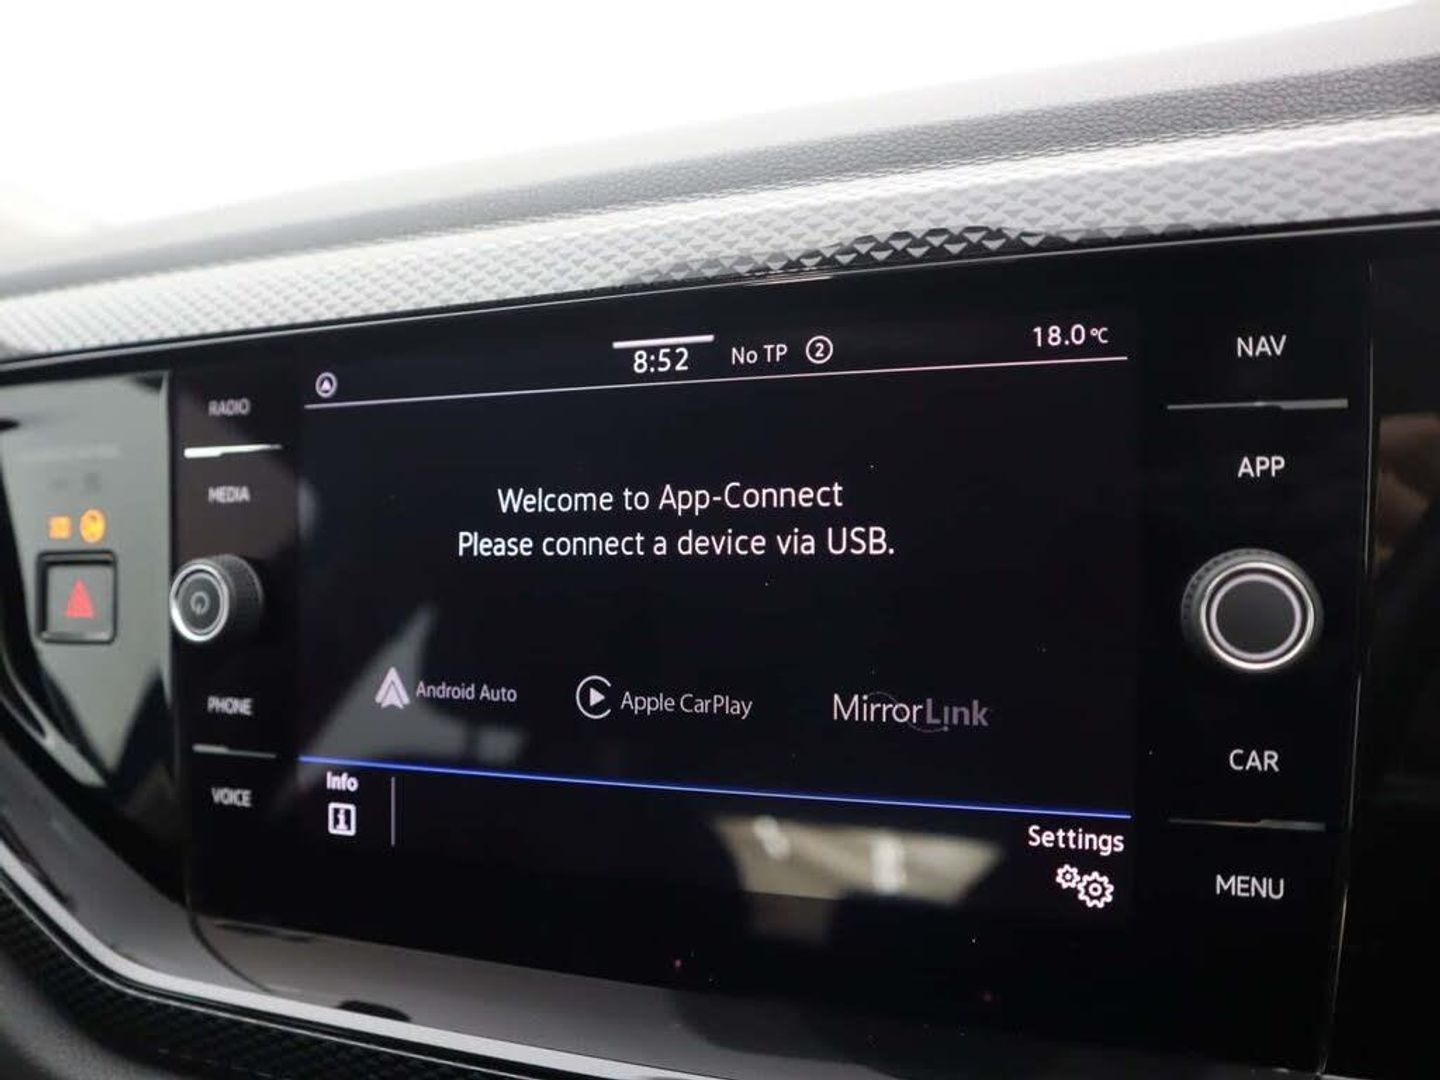 8:52 No TP 2 18.0°C
RADIO
MEDIA
PHONE
VOICE
Welcome to App-Connect
Please connect a device via USB.
Android Auto Apple CarPlay MirrorLink
Info
Settings
NAV
APP
CAR
MENU